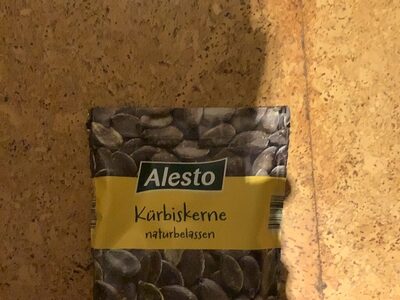 Alesto
Kürbiskerne
naturbelassen